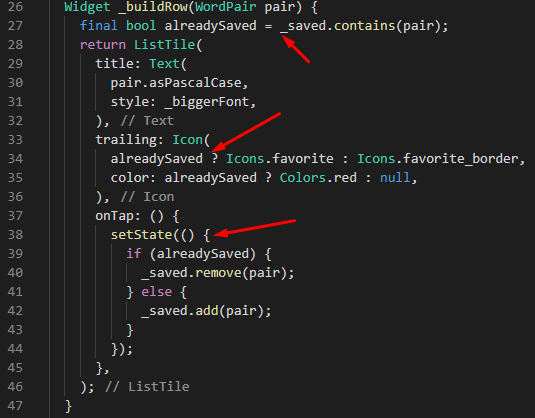 26 Widget _buildRow(WordPair pair) {
27 final bool alreadySaved = _saved.contains(pair);
28 return ListTile(
29 title: Text(
30 pair.asPascalCase,
31 style: _biggerFont,
32 ), // Text
33 trailing: Icon(
34 alreadySaved ? Icons.favorite : Icons.favorite_border,
35 color: alreadySaved ? Colors.red : null,
36 ), // Icon
37 onTap: () {
38 setState(() {
39 if (alreadySaved) {
40 _saved.remove(pair);
41 } else {
42 _saved.add(pair);
43 }
44 });
45 },
46 ); // ListTile
47 }